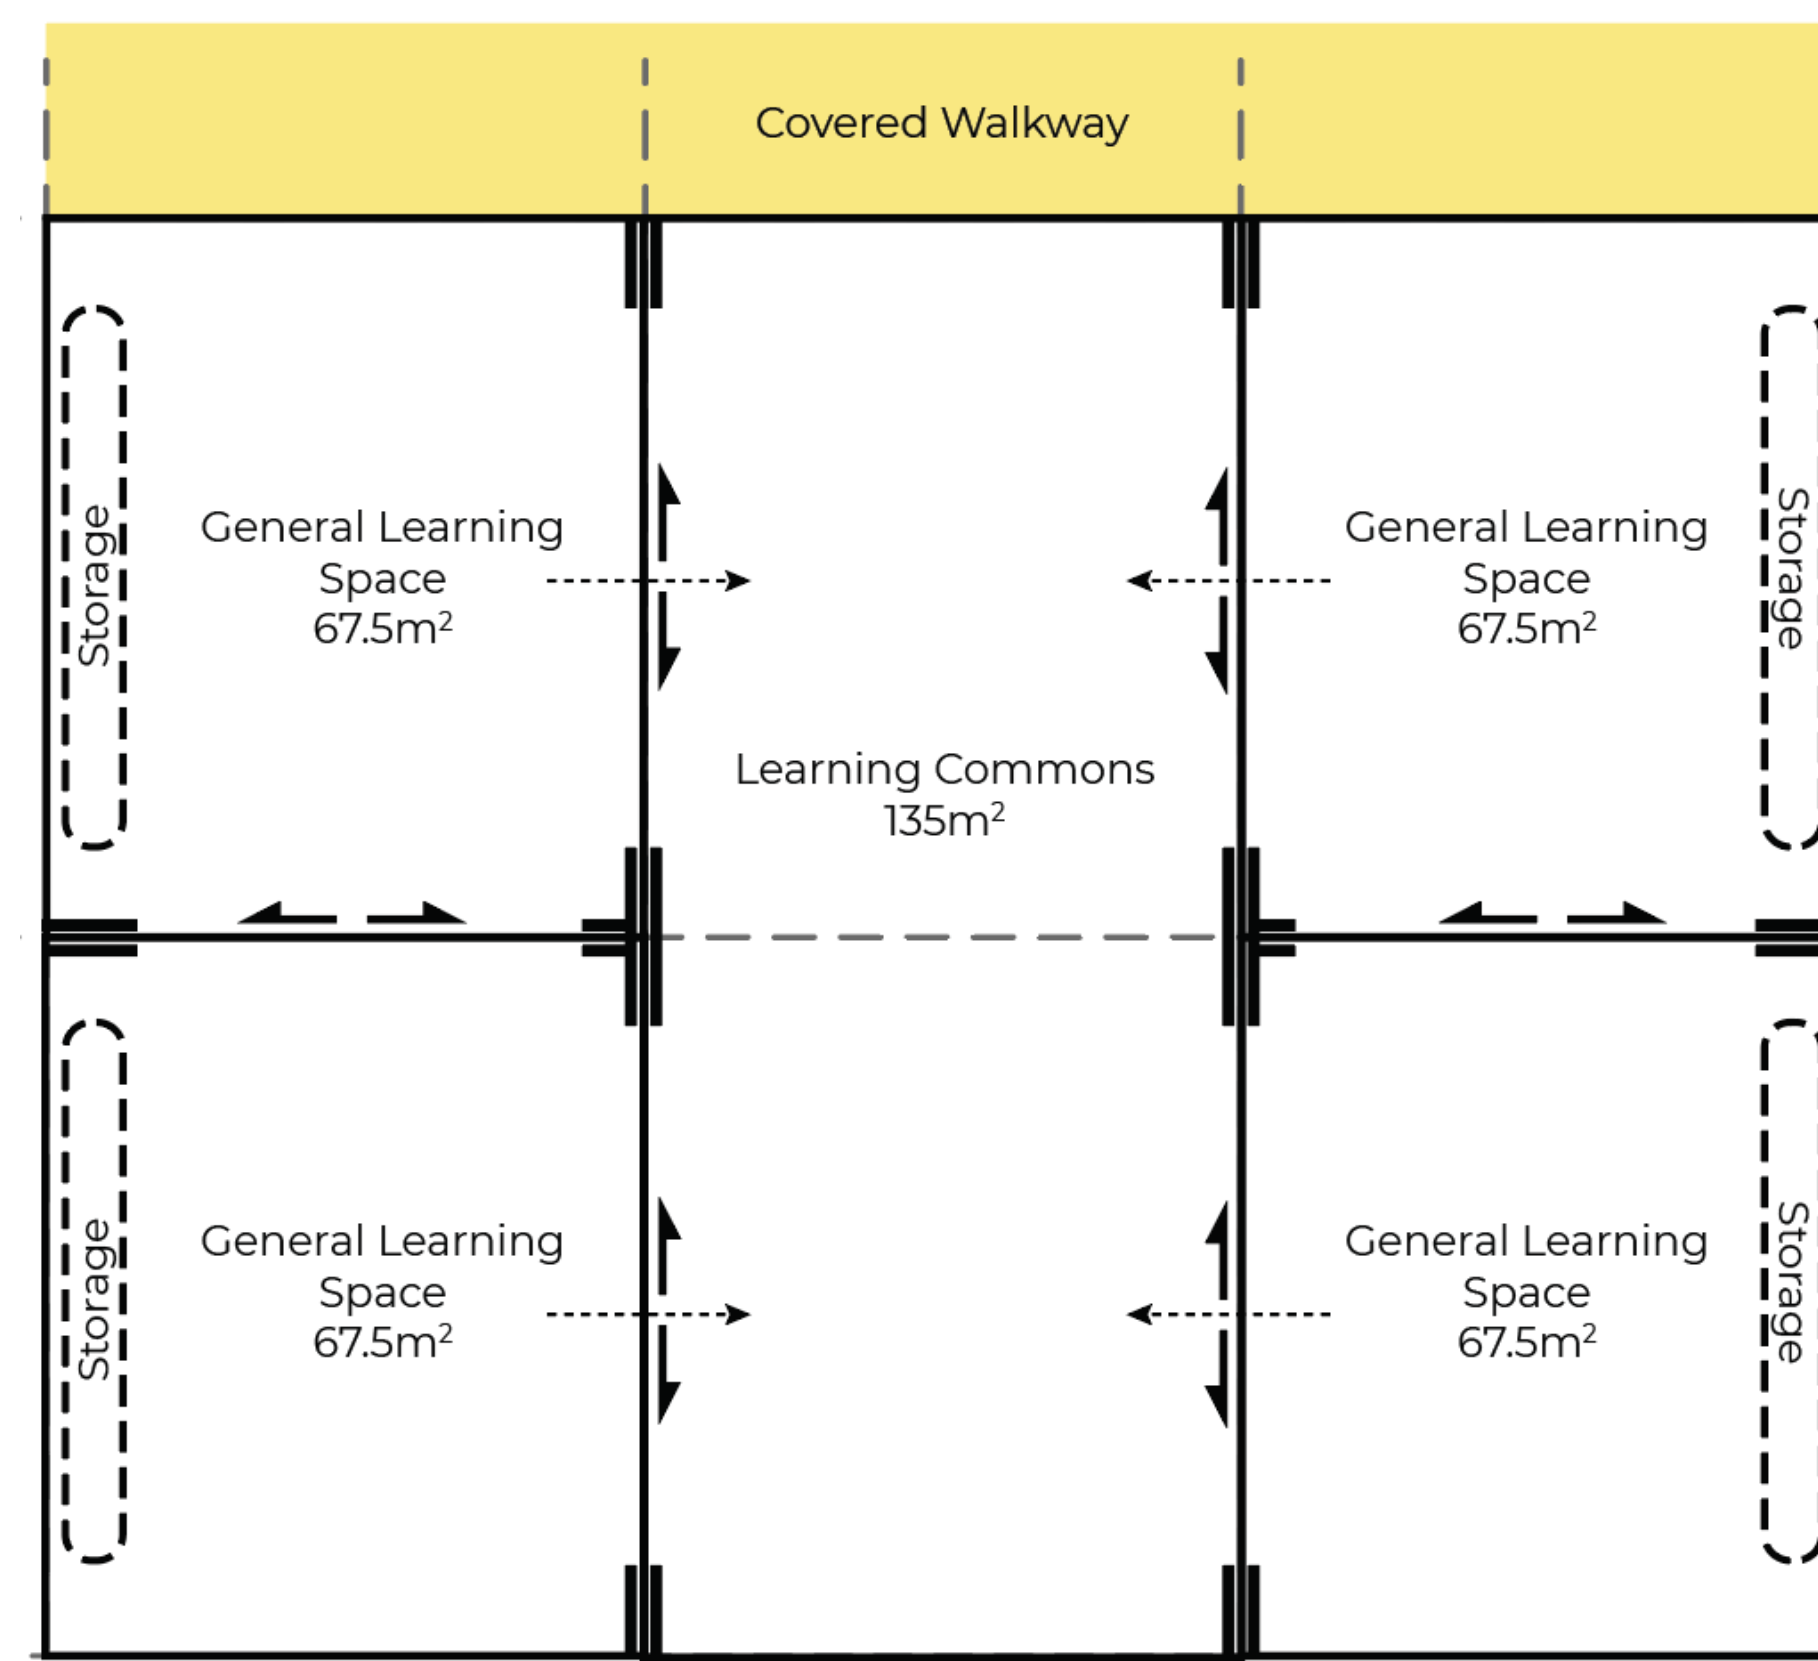 Covered Walkway
Storage
General Learning
Space
67.5m²
General Learning
Space
67.5m²
Storage
Learning Commons
135m²
Storage
General Learning
Space
67.5m²
General Learning
Space
67.5m²
Storage